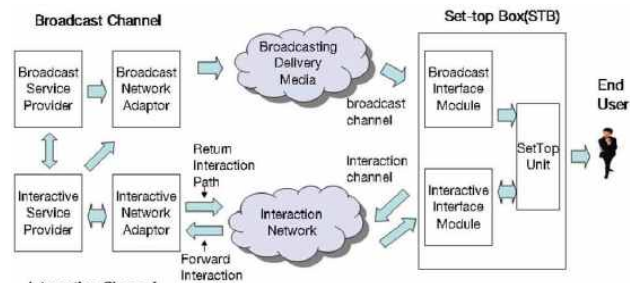 Broadcast Channel
Set-top Box(STB)
Broadcast
Service
Provider
Broadcast
Network
Adaptor
Broadcasting
Delivery
Media
broadcast
channel
Broadcast
Interface
Module
End
User
SetTop
Unit
Return
Interaction
Path
Interaction
channel
Interactive
Service
Provider
Interactive
Network
Adaptor
Interaction
Network
Interactive
Interface
Module
Forward
Interaction